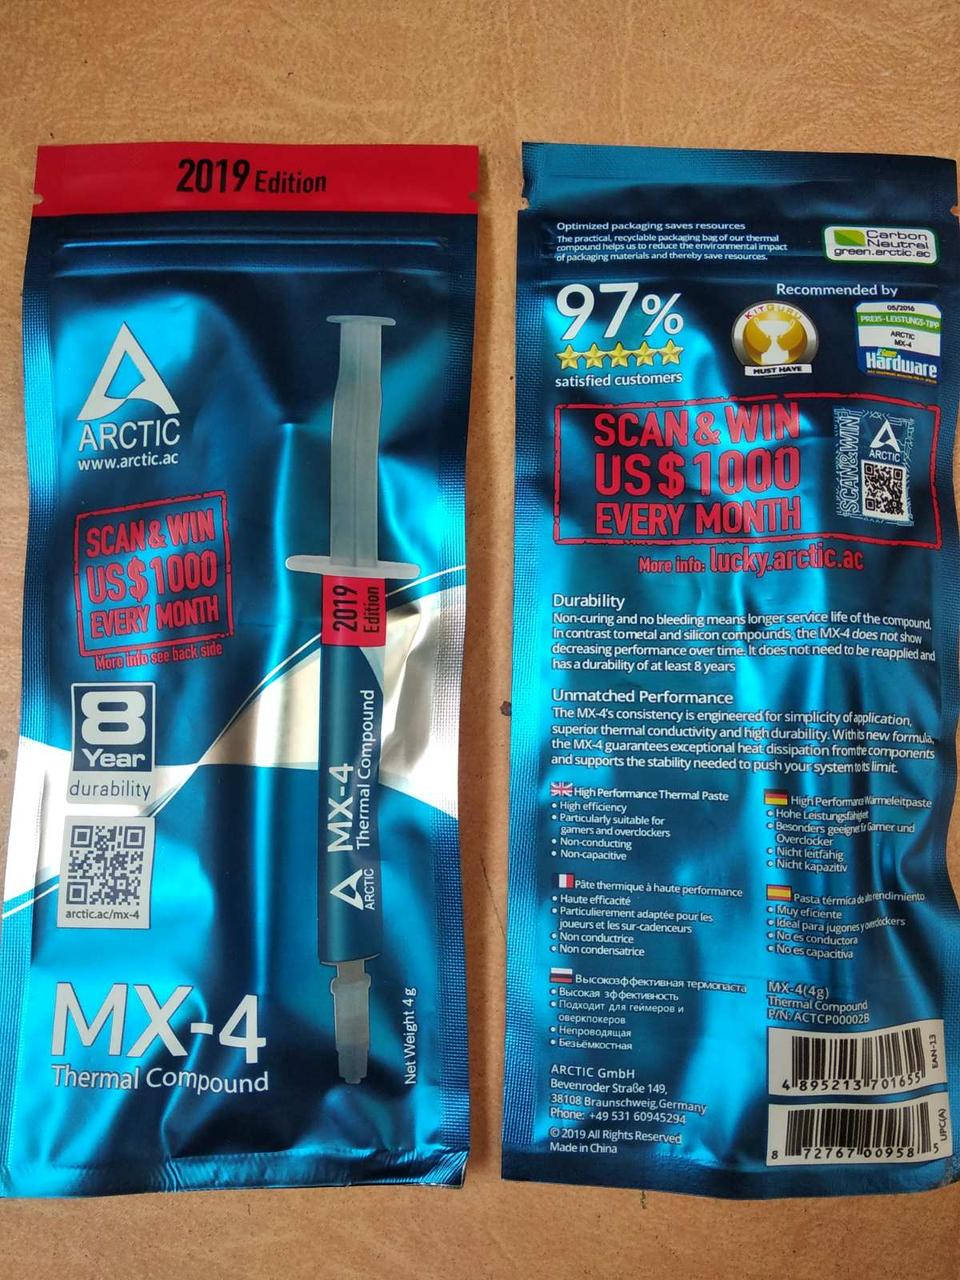 2019 Edition
ARCTIC
www.arctic.ac
SCAN & WIN
US$1000
EVERY MONTH
More info see back side
8
Year
durability
arctic.ac/mx-4
2019
Edition
ARCTIC
MX-4
Thermal Compound
MX-4
Thermal Compound
Net Weight 4 g
Optimized packaging saves resources
The practical, recyclable packaging bag of our thermal
compound helps us to reduce the environmental impact
of packaging materials and thereby save resources.
Carbon
Neutral
green.arctic.ac
97%
satisfied customers
Recommended by
KITGURU
MUST HAVE
05/2016
PREIS-LEISTUNGS-TIPP
ARCTIC
MX-4
Hardware
SCAN & WIN
US$1000
EVERY MONTH
SCAN&WIN
ARCTIC
More info: lucky.arctic.ac
Durability
Non-curing and no bleeding means longer service life of the compound.
In contrast to metal and silicon compounds, the MX-4 does not show
decreasing performance over time. It does not need to be reapplied and
has a durability of at least 8 years
Unmatched Performance
The MX-4's consistency is engineered for simplicity of application,
superior thermal conductivity and high durability. With its new formula,
the MX-4 guarantees exceptional heat dissipation from the components
and supports the stability needed to push your system to its limit.
High Performance Thermal Paste
• High efficiency
• Particularly suitable for
gamers and overclockers
• Non-conducting
• Non-capacitive
High Performance Wärmeleitpaste
• Hohe Leistungsfähigkeit
• Besonders geeignet für Gamer und
Overclocker
• Nicht leitfähig
• Nicht kapazitiv
Pâte thermique à haute performance
• Haute efficacité
• Particulierement adaptée pour les
joueurs et les sur-cadenceurs
• Non conductrice
• Non condensatrice
Pasta térmica de alto rendimiento
• Muy eficiente
• Ideal para jugones y overclockers
• No es conductora
• No es capacitiva
Высокоэффективная термопаста
• Высокая эффективность
• Подходит для геймеров и
оверкпокеров
• Непроводящая
• Безъёмкостная
MX-4(4g)
Thermal Compound
P/N: ACTCP00002B
4 895213 701655
EAN-13
8 72767 00958 5
UPC(A)
ARCTIC GmbH
Bevenroder Straße 149,
38108 Braunschweig,Germany
Phone: +49 531 60945294
© 2019 All Rights Reserved
Made in China